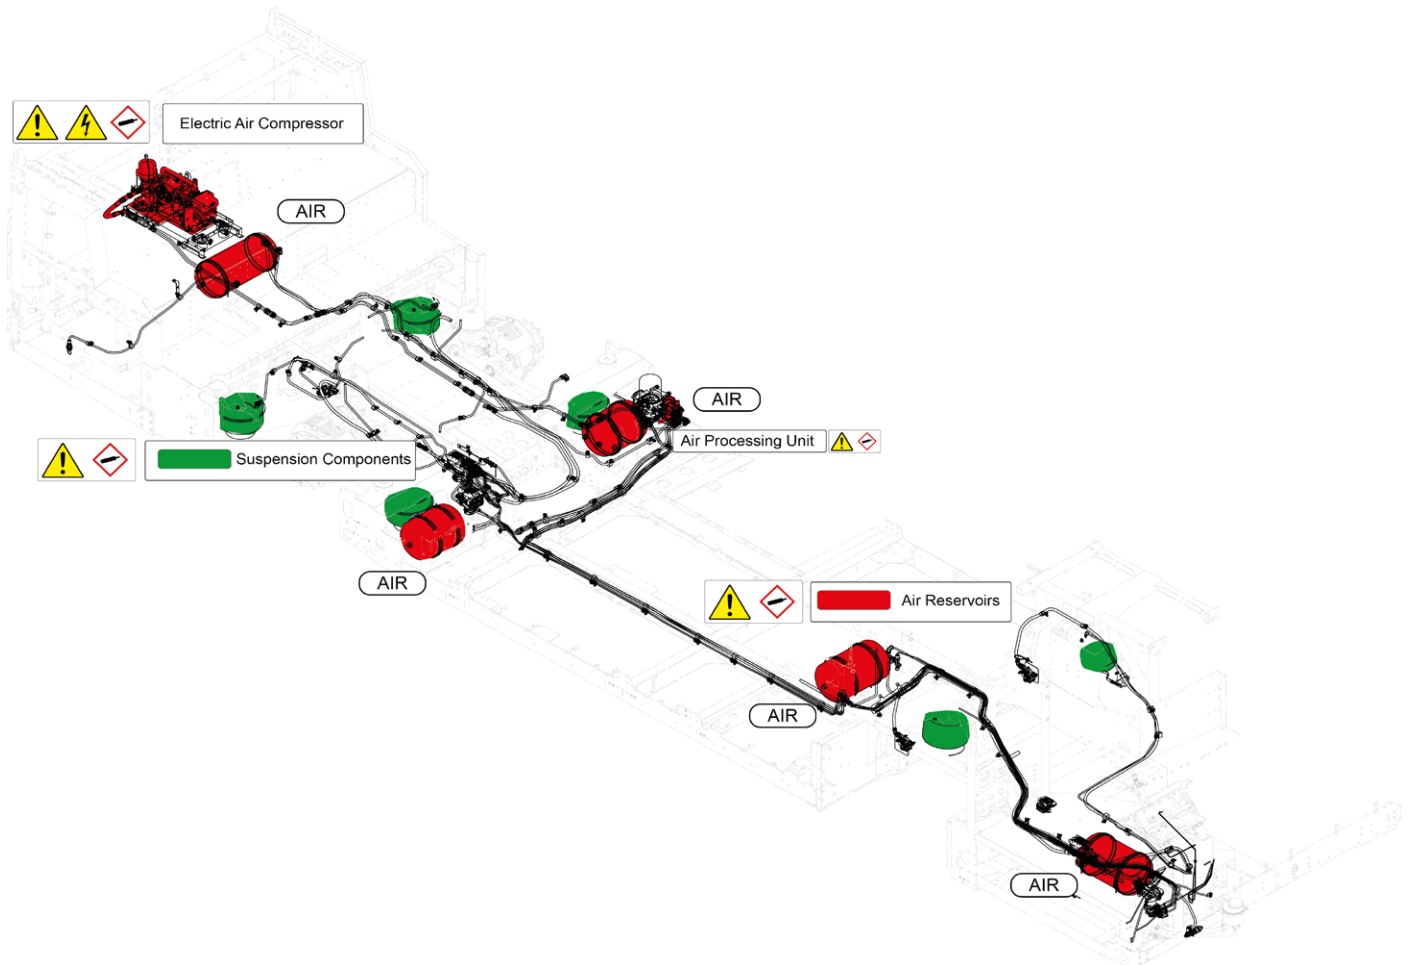 Electric Air Compressor
AIR
AIR
Air Processing Unit
Suspension Components
AIR
Air Reservoirs
AIR
AIR